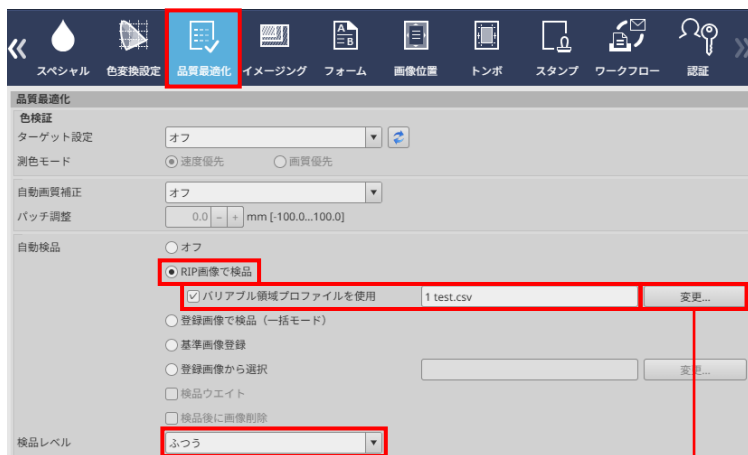 スペシャル 色変換設定 品質最適化 イメージング フォーム 画像位置 トンボ スタンプ ワークフロー 認証
品質最適化
色検証
ターゲット設定 オフ
測色モード 速度優先 画質優先
自動画質補正 オフ
パッチ調整 0.0 - + mm [-100.0...100.0]
自動検品 オフ
RIP画像で検品
バリアブル領域プロファイルを使用 1 test.csv 変更...
登録画像で検品（一括モード）
基準画像登録
登録画像から選択 変更...
検品ウエイト
検品後に画像削除
検品レベル ふつう